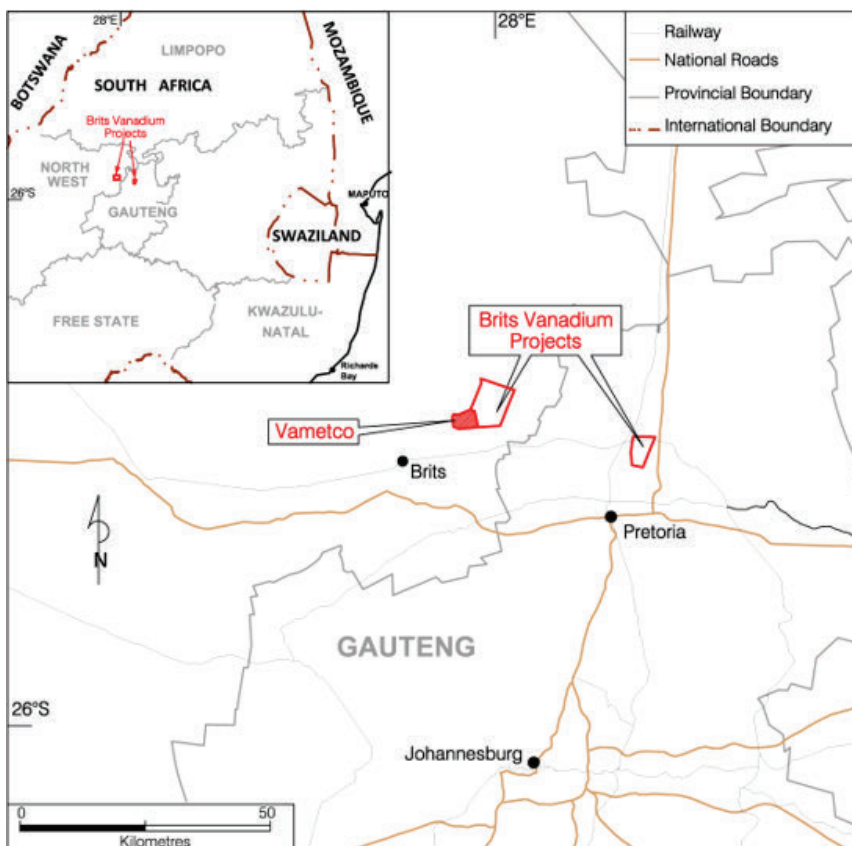 28°E
LIMPOPO
BOTSWANA
SOUTH AFRICA
MOZAMBIQUE
Brits Vanadium
Projects
NORTH
WEST
26°S
GAUTENG
MAPUTO
SWAZILAND
FREE STATE
KWAZULU-
NATAL
Richards
Bay
28°E
Railway
National Roads
Provincial Boundary
International Boundary
Brits Vanadium
Projects
Vametco
Brits
N
Pretoria
GAUTENG
26°S
Johannesburg
0 50
Kilometres